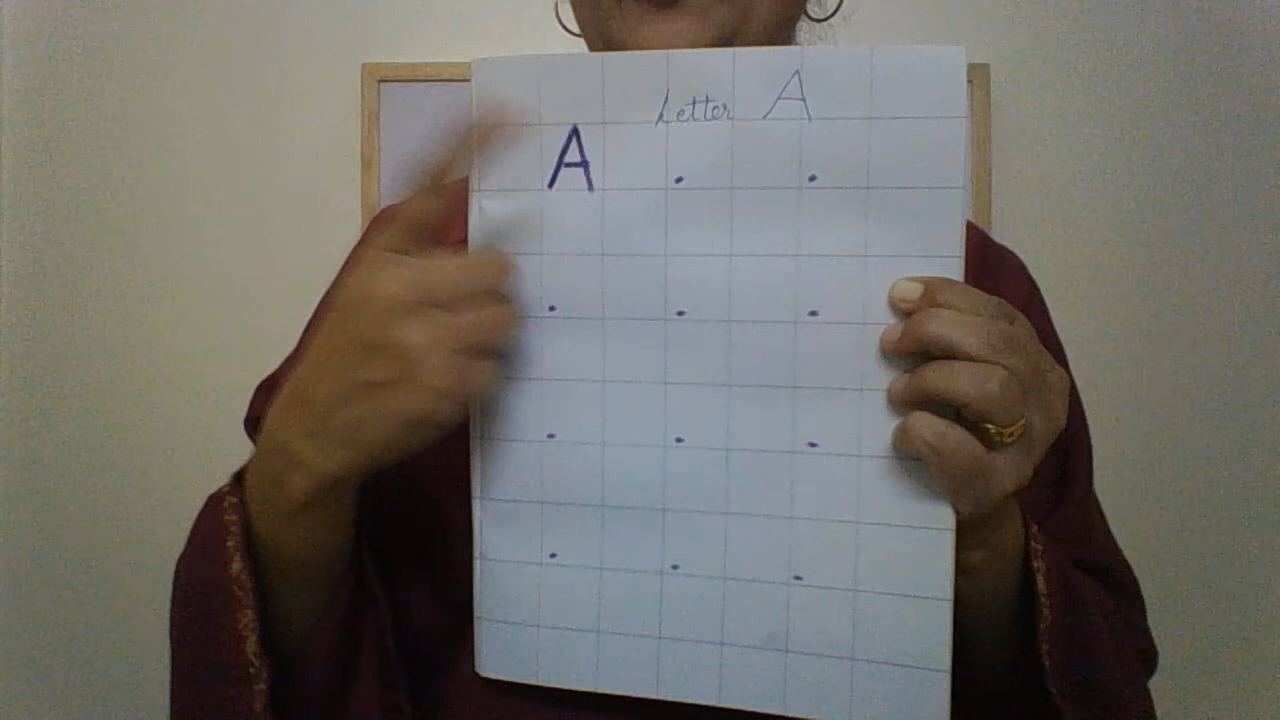 Letter A
A . .
. . .
. . .
. . .